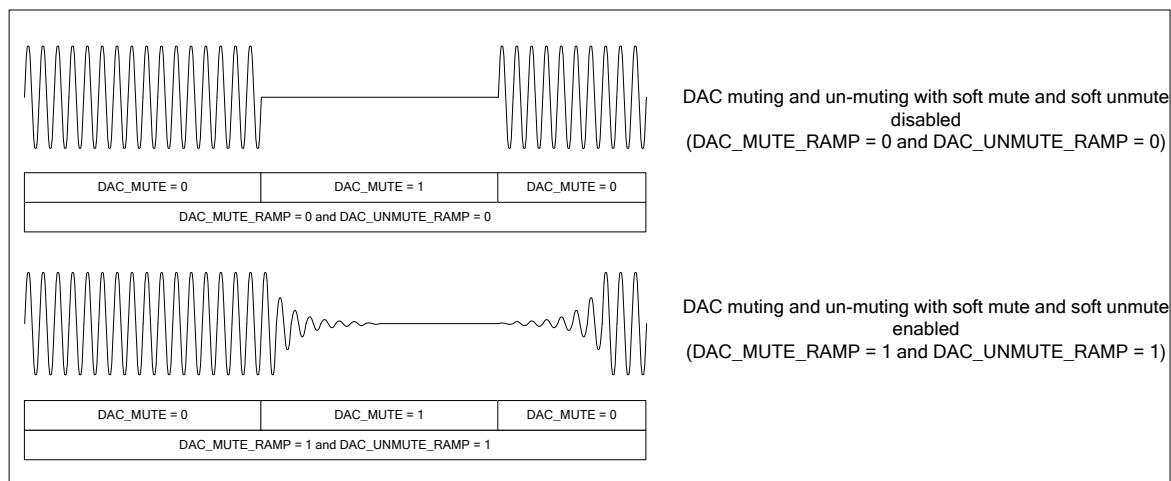 DAC muting and un-muting with soft mute and soft unmute
disabled
(DAC_MUTE_RAMP = 0 and DAC_UNMUTE_RAMP = 0)
DAC_MUTE = 0
DAC_MUTE = 1
DAC_MUTE = 0
DAC_MUTE_RAMP = 0 and DAC_UNMUTE_RAMP = 0
DAC muting and un-muting with soft mute and soft unmute
enabled
(DAC_MUTE_RAMP = 1 and DAC_UNMUTE_RAMP = 1)
DAC_MUTE = 0
DAC_MUTE = 1
DAC_MUTE = 0
DAC_MUTE_RAMP = 1 and DAC_UNMUTE_RAMP = 1